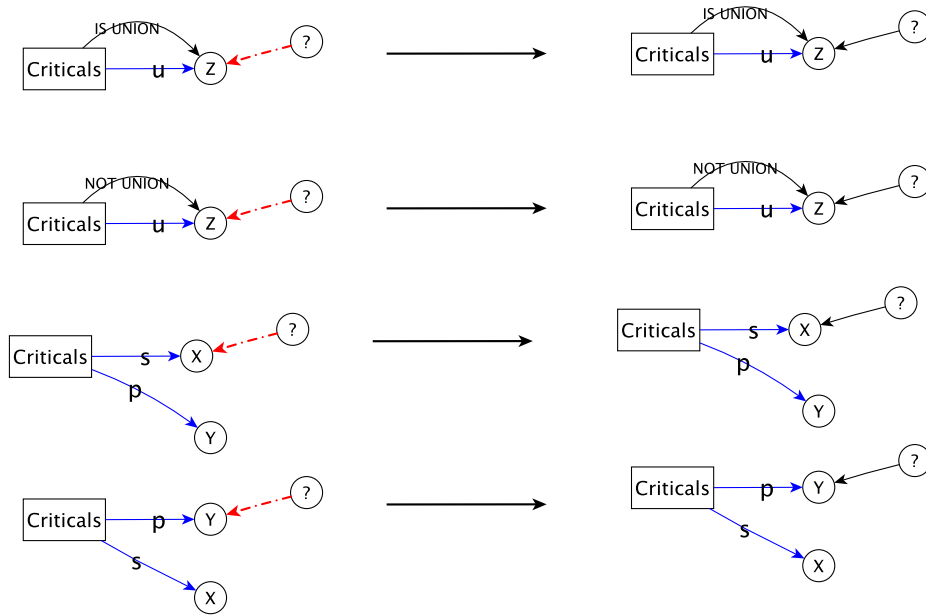 IS UNION
Criticals
u
Z
?
IS UNION
Criticals
u
Z
?
NOT UNION
Criticals
u
Z
?
NOT UNION
Criticals
u
Z
?
Criticals
s
X
?
p
Y
Criticals
s
X
?
p
Y
Criticals
p
Y
?
s
X
Criticals
p
Y
?
s
X